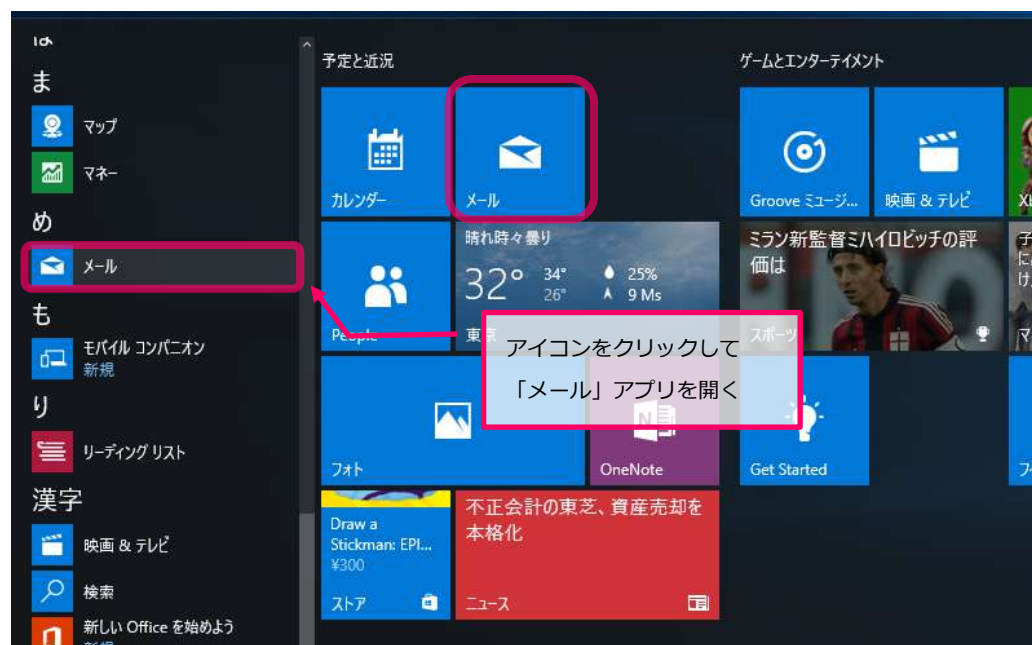 は
ま
マップ
マネー
め
メール
も
モバイル コンパニオン
新規
り
リーディング リスト
漢字
映画 & テレビ
検索
新しい Office を始めよう
新規
予定と近況
カレンダー
メール
People
晴れ時々曇り
32° 34° 25%
26° 9 Ms
東京
アイコンをクリックして
「メール」アプリを開く
フォト
OneNote
Draw a
Stickman: EPI...
¥300
ストア
不正会計の東芝、資産売却を
本格化
ニュース
ゲームとエンターテイメント
Groove ミュージ...
映画 & テレビ
ミラン新監督ミハイロビッチの評
価は
スポーツ
Get Started